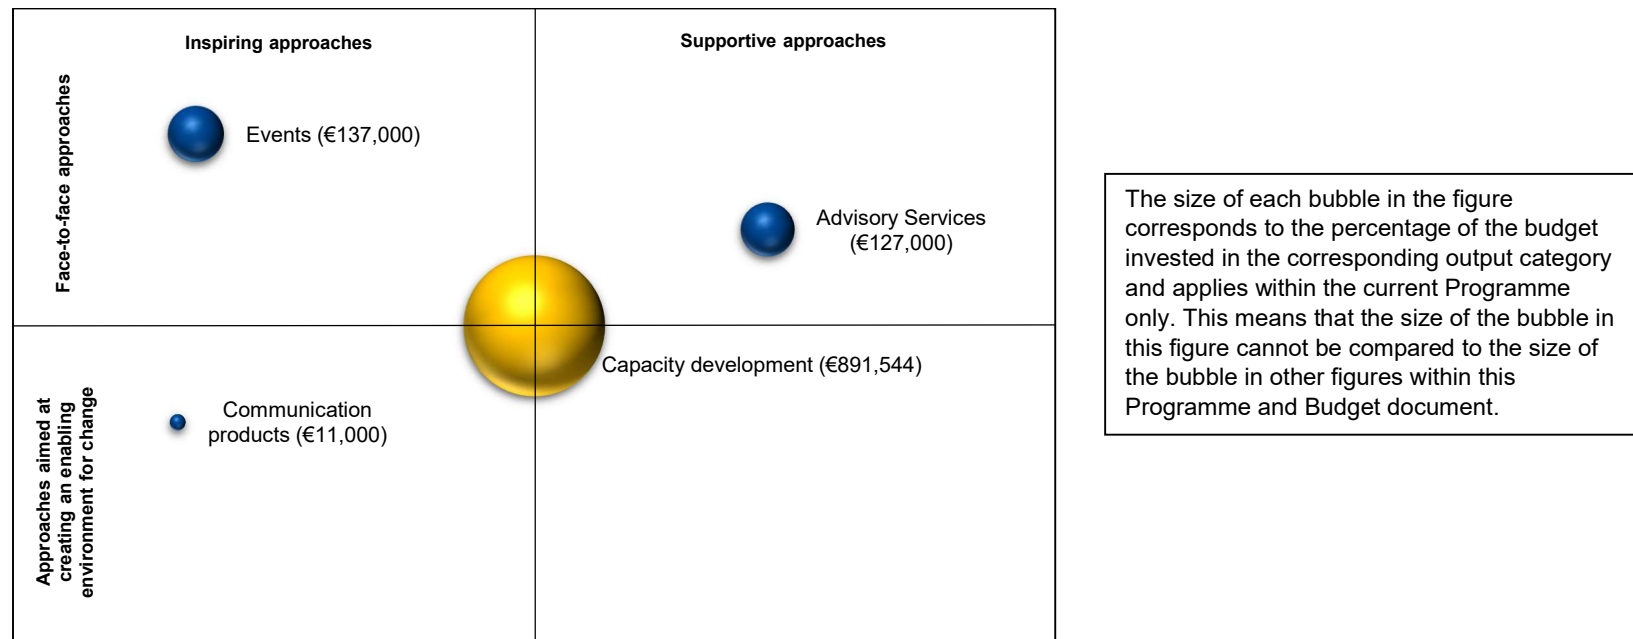 Inspiring approaches
Supportive approaches
Face-to-face approaches
Events (€137,000)
Advisory Services
(€127,000)
Capacity development (€891,544)
Approaches aimed at
creating an enabling
environment for change
Communication
products (€11,000)
The size of each bubble in the figure
corresponds to the percentage of the budget
invested in the corresponding output category
and applies within the current Programme
only. This means that the size of the bubble in
this figure cannot be compared to the size of
the bubble in other figures within this
Programme and Budget document.